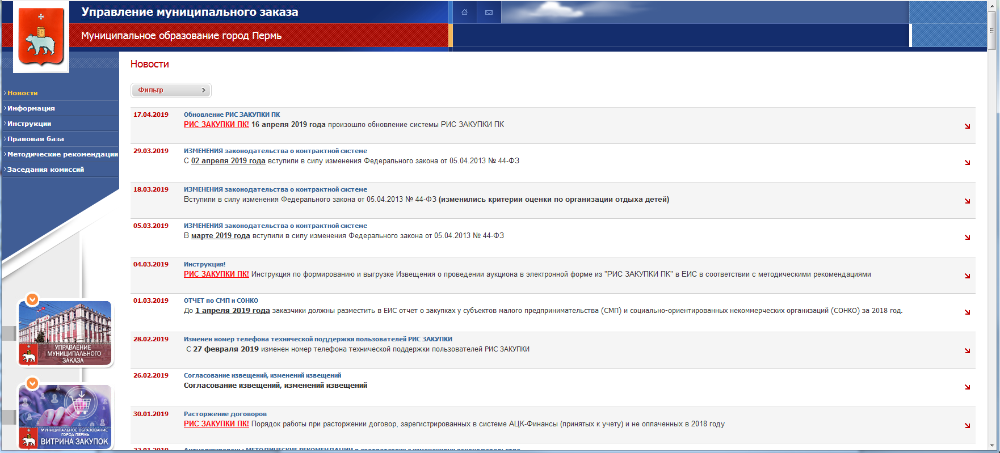 Управление муниципального заказа
Муниципальное образование город Пермь
Новости
Информация
Инструкции
Правовая база
Методические рекомендации
Заседания комиссий
УПРАВЛЕНИЕ
МУНИЦИПАЛЬНОГО
ЗАКАЗА
МУНИЦИПАЛЬНОЕ ОБРАЗОВАНИЕ
ГОРОД ПЕРМЬ
ВИТРИНА ЗАКУПОК
Новости
Фильтр
17.04.2019 Обновление РИС ЗАКУПКИ ПК
РИС ЗАКУПКИ ПК! 16 апреля 2019 года произошло обновление системы РИС ЗАКУПКИ ПК
29.03.2019 ИЗМЕНЕНИЯ законодательства о контрактной системе
С 02 апреля 2019 года вступили в силу изменения Федерального закона от 05.04.2013 № 44-ФЗ
18.03.2019 ИЗМЕНЕНИЯ законодательства о контрактной системе
Вступили в силу изменения Федерального закона от 05.04.2013 № 44-ФЗ (изменились критерии оценки по организации отдыха детей)
05.03.2019 ИЗМЕНЕНИЯ законодательства о контрактной системе
В марте 2019 года вступили в силу изменения Федерального закона от 05.04.2013 № 44-ФЗ
04.03.2019 Инструкция!
РИС ЗАКУПКИ ПК! Инструкция по формированию и выгрузке Извещения о проведении аукциона в электронной форме из "РИС ЗАКУПКИ ПК" в ЕИС в соответствии с методическими рекомендациями
01.03.2019 ОТЧЕТ по СМП и СОНКО
До 1 апреля 2019 года заказчики должны разместить в ЕИС отчет о закупках у субъектов малого предпринимательства (СМП) и социально-ориентированных некоммерческих организаций (СОНКО) за 2018 год.
28.02.2019 Изменен номер телефона технической поддержки пользователей РИС ЗАКУПКИ
С 27 февраля 2019 изменен номер телефона технической поддержки пользователей РИС ЗАКУПКИ
26.02.2019 Согласование извещений, изменений извещений
Согласование извещений, изменений извещений
30.01.2019 Расторжение договоров
РИС ЗАКУПКИ ПК! Порядок работы при расторжении договор, зарегистрированных в системе АЦК-Финансы (принятых к учету) и не оплаченных в 2018 году
22.01.2019 Актуализированы МЕТОДИЧЕСКИЕ РЕКОМЕНДАЦИИ в соответствии с изменениями законодательства